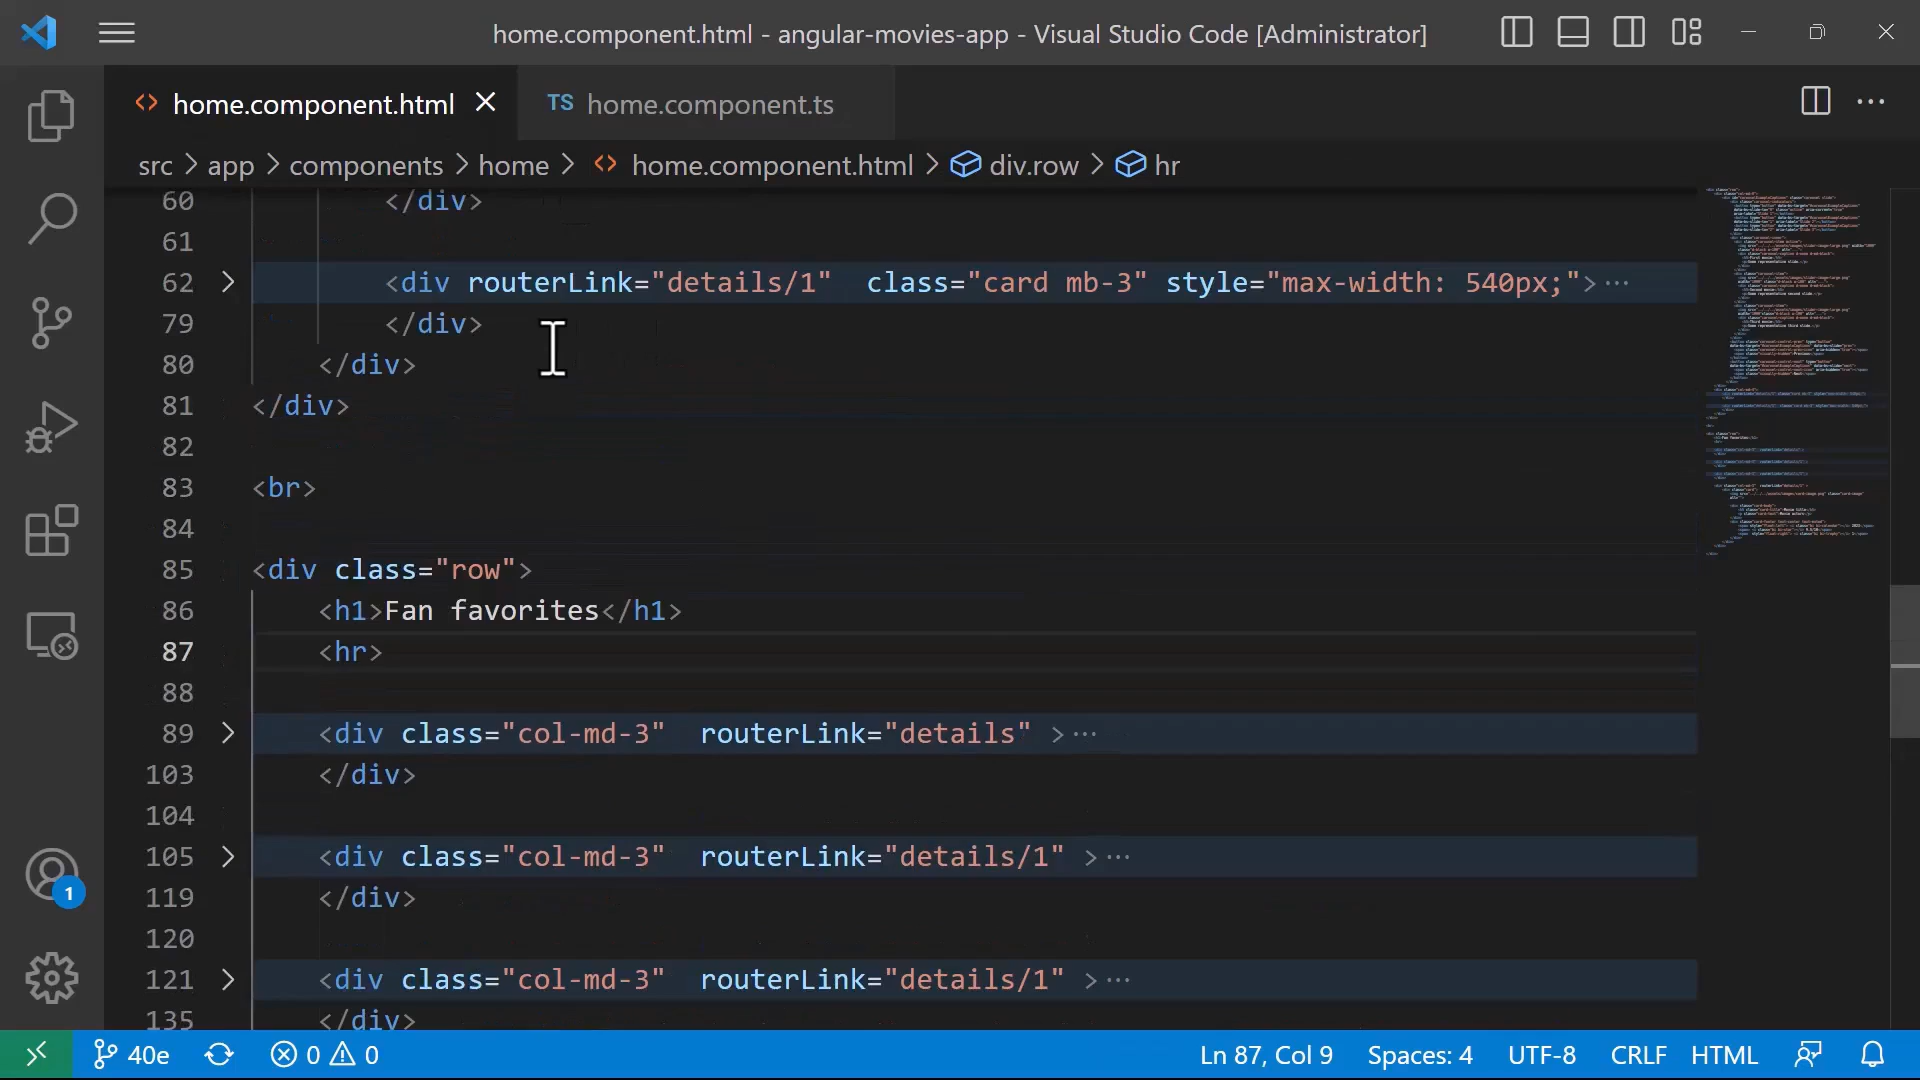 home.component.html - angular-movies-app - Visual Studio Code [Administrator]
home.component.html
TS home.component.ts
src > app > components > home > home.component.html > div.row > hr
60 </div>
61
62 <div routerLink="details/1"  class="card mb-3" style="max-width: 540px;">···
79 </div>
80 </div>
81 </div>
82
83 <br>
84
85 <div class="row">
86 <h1>Fan favorites</h1>
87 <hr>
88
89 <div class="col-md-3"  routerLink="details" >···
103 </div>
104
105 <div class="col-md-3"  routerLink="details/1" >···
119 </div>
120
121 <div class="col-md-3"  routerLink="details/1" >···
135 </div>
1
40e 0 0 Ln 87, Col 9 Spaces: 4 UTF-8 CRLF HTML